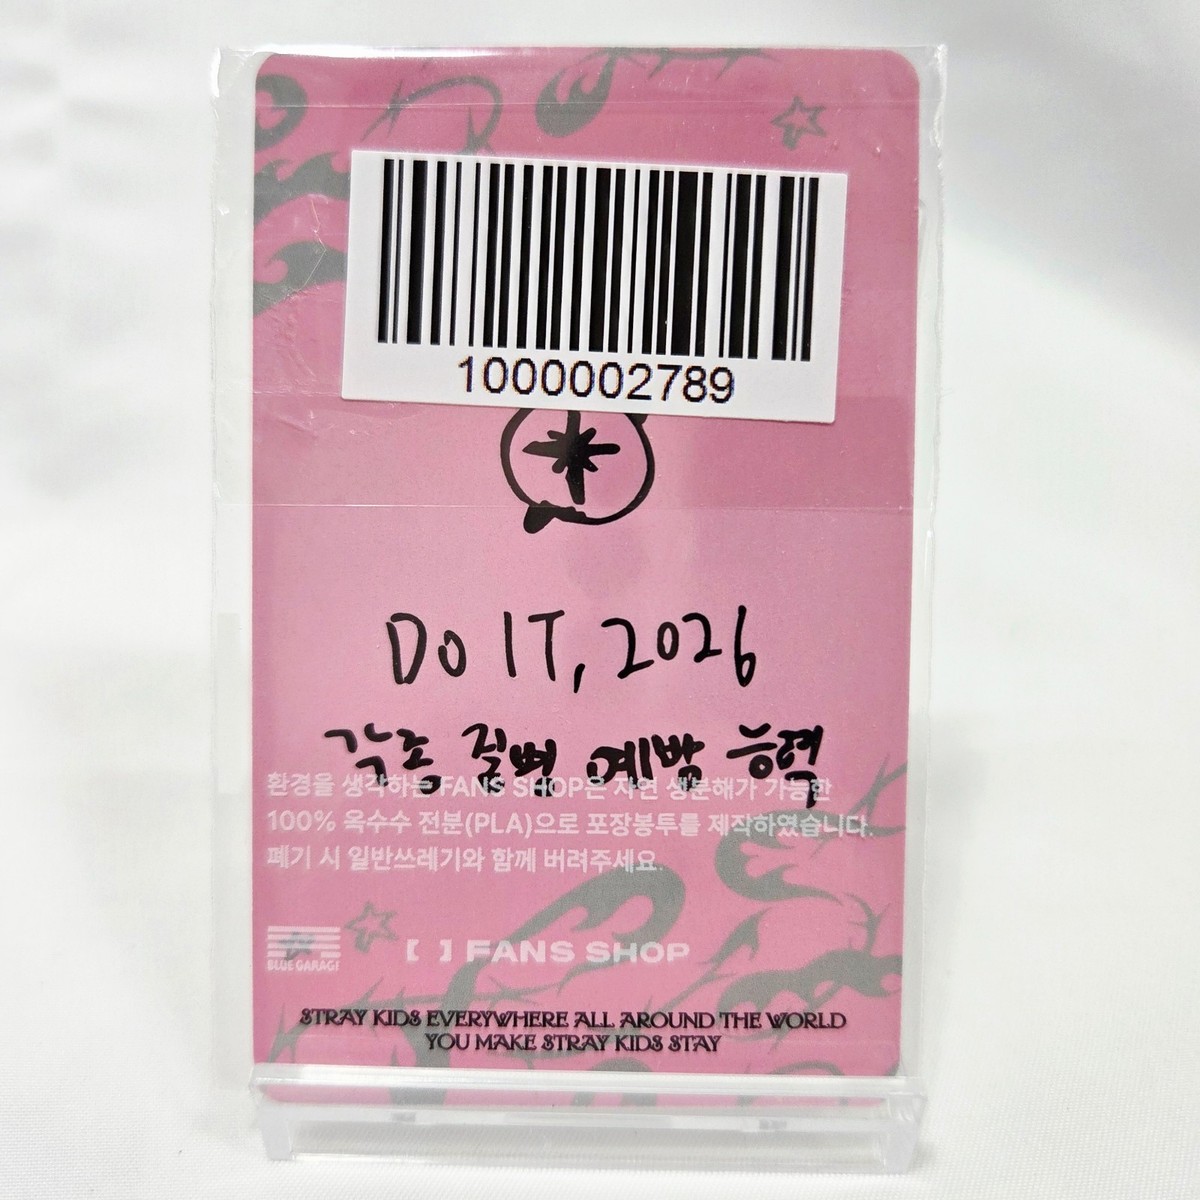 1000002789
DO IT, 2026
각종 질병 예방 능력
환경을 생각하는 FANS SHOP은 자연 생분해가 가능한
100% 옥수수 전분(PLA)으로 포장봉투를 제작하였습니다.
폐기 시 일반쓰레기와 함께 버려주세요.
BLUE GARAGE
[ ] FANS SHOP
STRAY KIDS EVERYWHERE ALL AROUND THE WORLD
YOU MAKE STRAY KIDS STAY